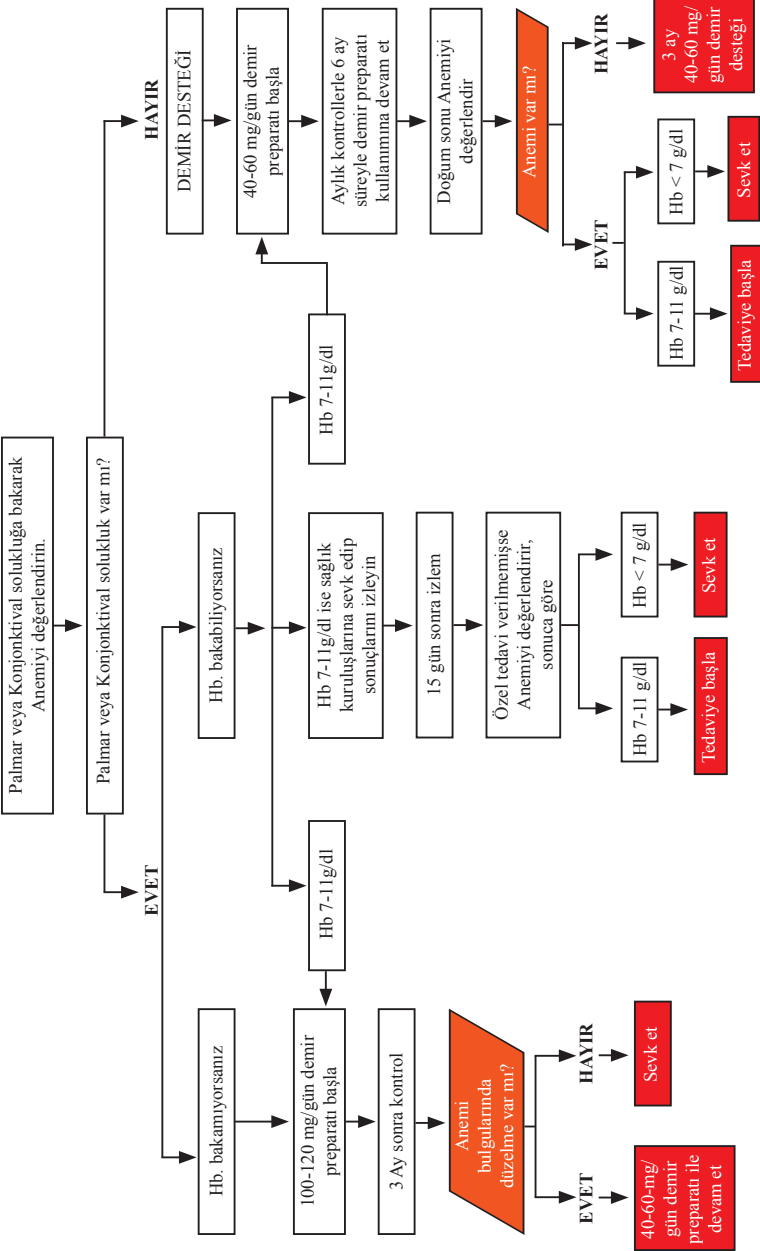 Palmar veya Konjonktival solukluğa bakarak
Anemiyi değerlendirin.
Palmar veya Konjonktival solukluk var mı?
EVET
HAYIR
Hb. bakamıyorsanız
Hb. bakabiliyorsanız
DEMİR DESTEĞİ
40-60 mg/gün demir
preparatı başla
100-120 mg/gün demir
preparatı başla
Hb 7-11g/dl
Hb 7-11g/dl ise sağlık
kuruluşlarına sevk edip
sonuçlarını izleyin
Hb 7-11g/dl
Aylık kontrollerle 6 ay
süreyle demir preparatı
kullanımına devam et
3 Ay sonra kontrol
15 gün sonra izlem
Doğum sonu Anemiyi
değerlendir
Anemi
bulgularında
düzelme var mı?
Özel tedavi verilmemişse
Anemiyi değerlendirir,
sonuca göre
Anemi var mı?
EVET
HAYIR
40-60-mg/
gün demir
preparatı ile
devam et
Sevk et
Hb 7-11 g/dl
Hb < 7 g/dl
Tedaviye başla
Sevk et
EVET
HAYIR
Hb 7-11 g/dl
Hb < 7 g/dl
3 ay
40-60 mg/
gün demir
desteği
Tedaviye başla
Sevk et